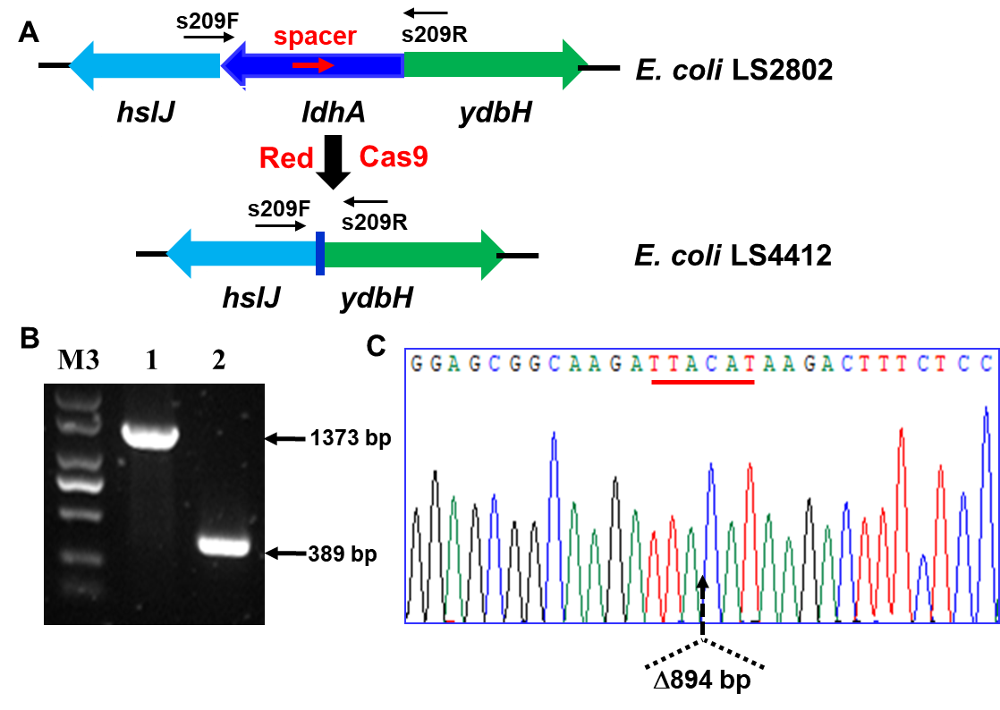 A
s209F
s209R
spacer
E. coli LS2802
hslJ
ldhA
ydbH
Red
Cas9
s209F
s209R
E. coli LS4412
hslJ
ydbH
B
M3 1 2
1373 bp
389 bp
C
GGAGCGGCAAGATTACATAAGACTTTCTCC
Δ894 bp